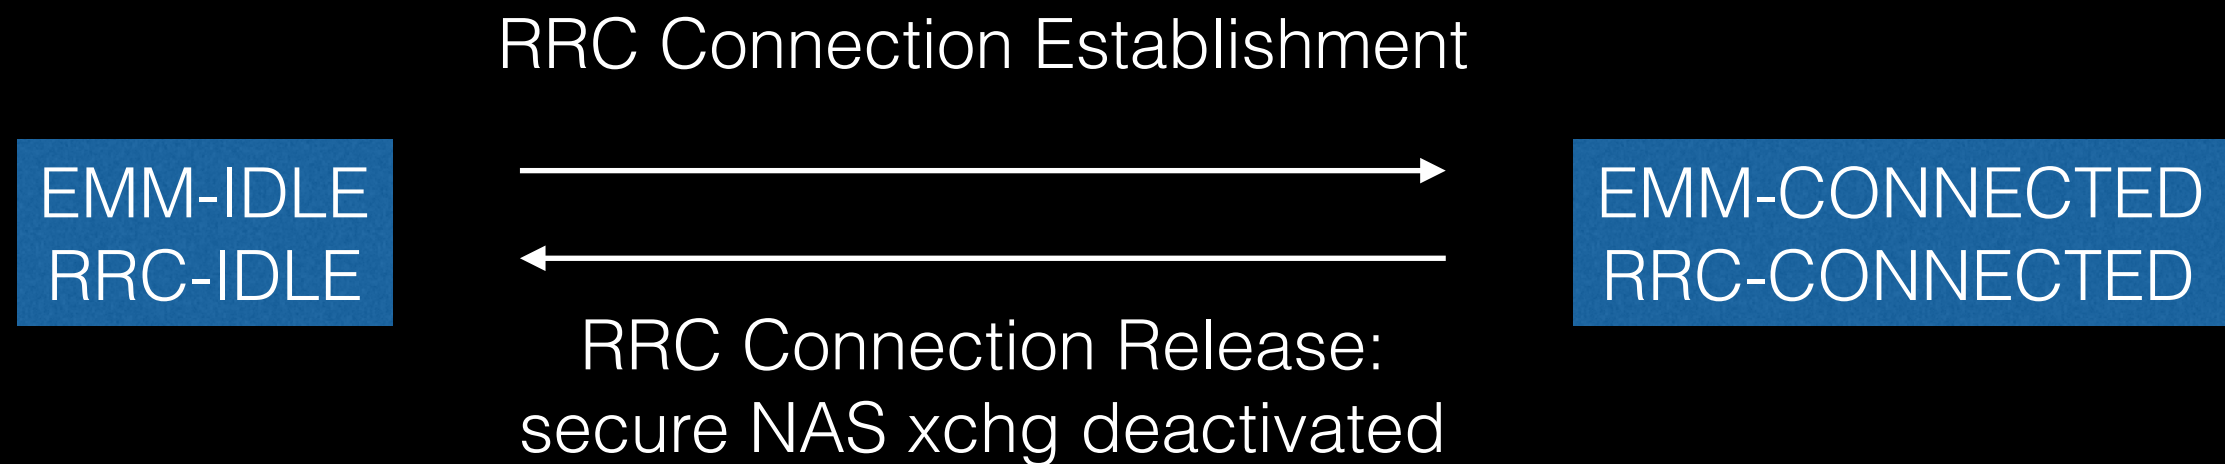 RRC Connection Establishment
EMM-IDLE
RRC-IDLE
EMM-CONNECTED
RRC-CONNECTED
RRC Connection Release:
secure NAS xchg deactivated